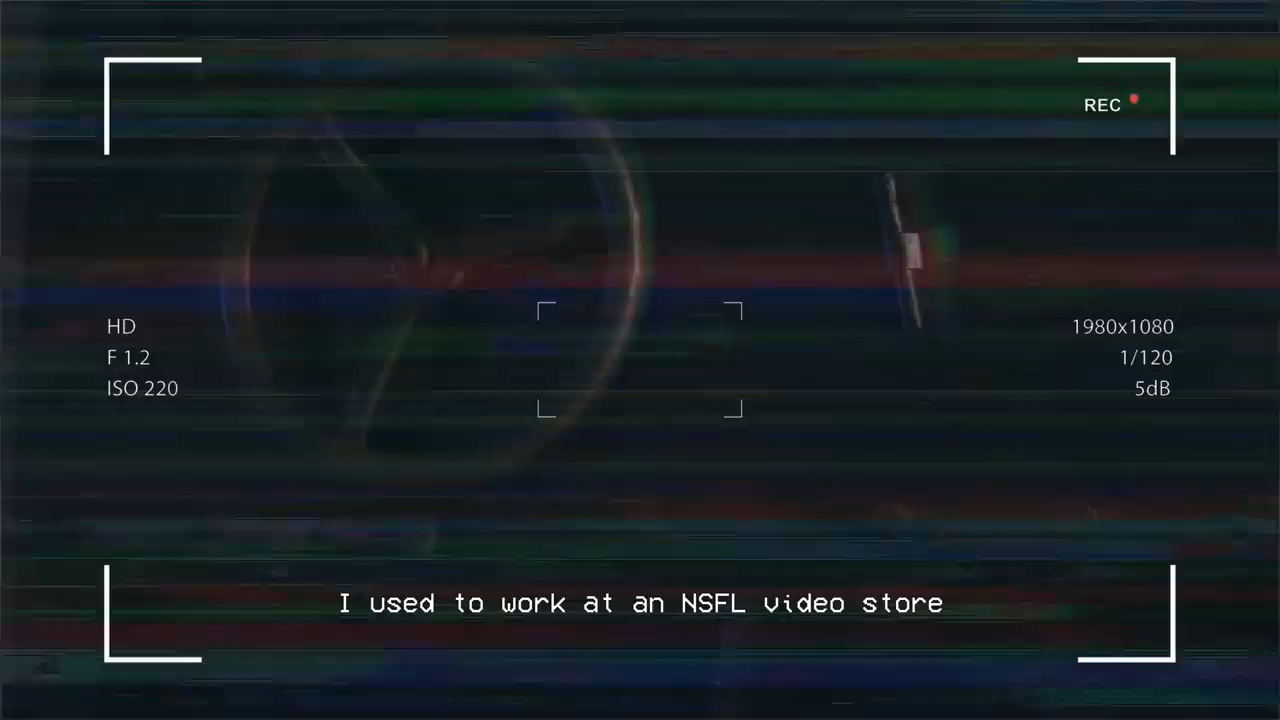 REC
HD
F 1.2
ISO 220
1980x1080
1/120
5dB
I used to work at an NSFL video store